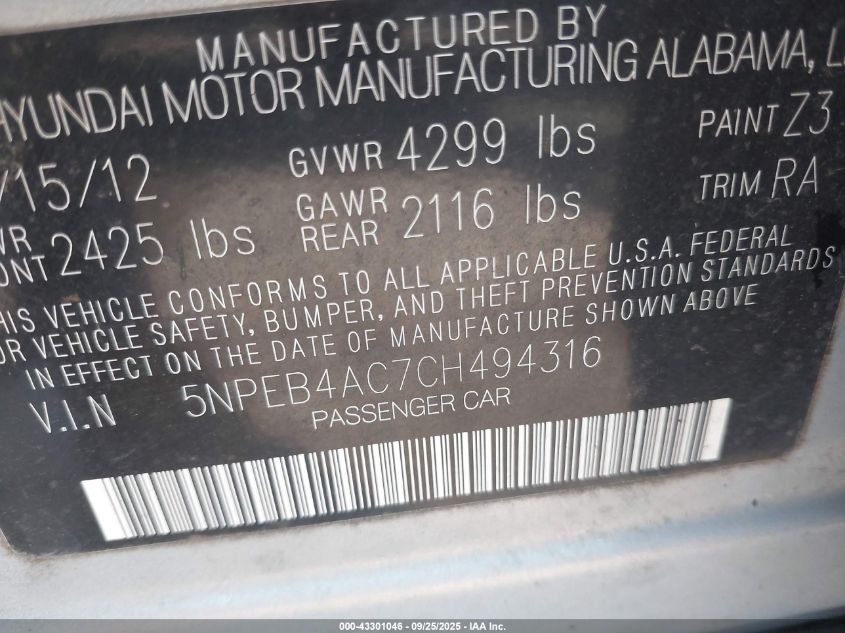 MANUFACTURED BY
HYUNDAI MOTOR MANUFACTURING ALABAMA,
/15/12 GVWR 4299 lbs PAINT Z3
2425 lbs GAWR REAR 2116 lbs TRIM RA
THIS VEHICLE CONFORMS TO ALL APPLICABLE U.S.A. FEDERAL
VEHICLE SAFETY, BUMPER, AND THEFT PREVENTION STANDARDS
IN EFFECT ON THE DATE OF MANUFACTURE SHOWN ABOVE
V.I.N 5NPEB4AC7CH494316
PASSENGER CAR
000-43301046 - 09/25/2025 - IAA Inc.